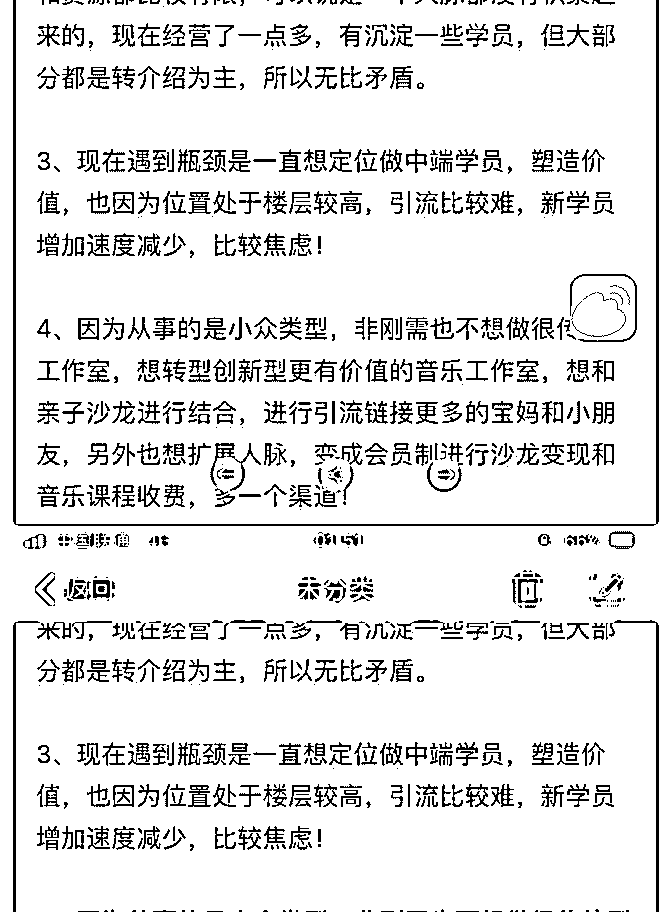 来的，现在经营了一点多，有沉淀一些学员，但大部
分都是转介绍为主，所以无比矛盾。
3、现在遇到瓶颈是一直想定位做中端学员，塑造价
值，也因为位置处于楼层较高，引流比较难，新学员
增加速度减少，比较焦虑！
4、因为从事的是小众类型，非刚需也不想做很
工作室，想转型创新型更有价值的音乐工作室，想和
亲子沙龙进行结合，进行引流链接更多的宝妈和小朋
友，另外也想扩展人脉，变成会员制进行沙龙变现和
音乐课程收费，多一个渠道！
中国联通
返回
未分类
来的，现在经营了一点多，有沉淀一些学员，但大部
分都是转介绍为主，所以无比矛盾。
3、现在遇到瓶颈是一直想定位做中端学员，塑造价
值，也因为位置处于楼层较高，引流比较难，新学员
增加速度减少，比较焦虑！